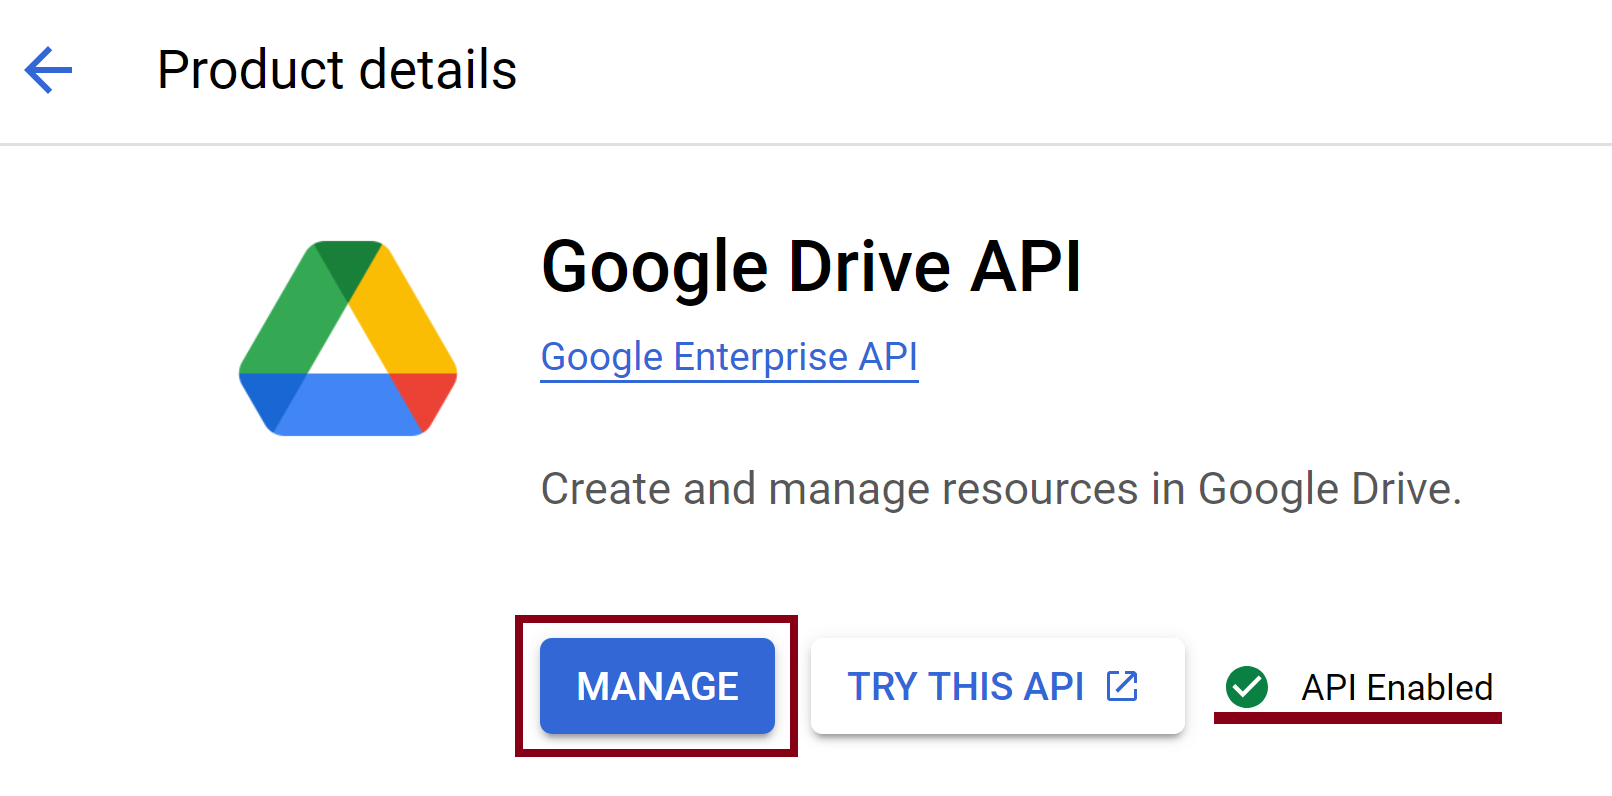 Product details
Google Drive API
Google Enterprise API
Create and manage resources in Google Drive.
MANAGE TRY THIS API API Enabled